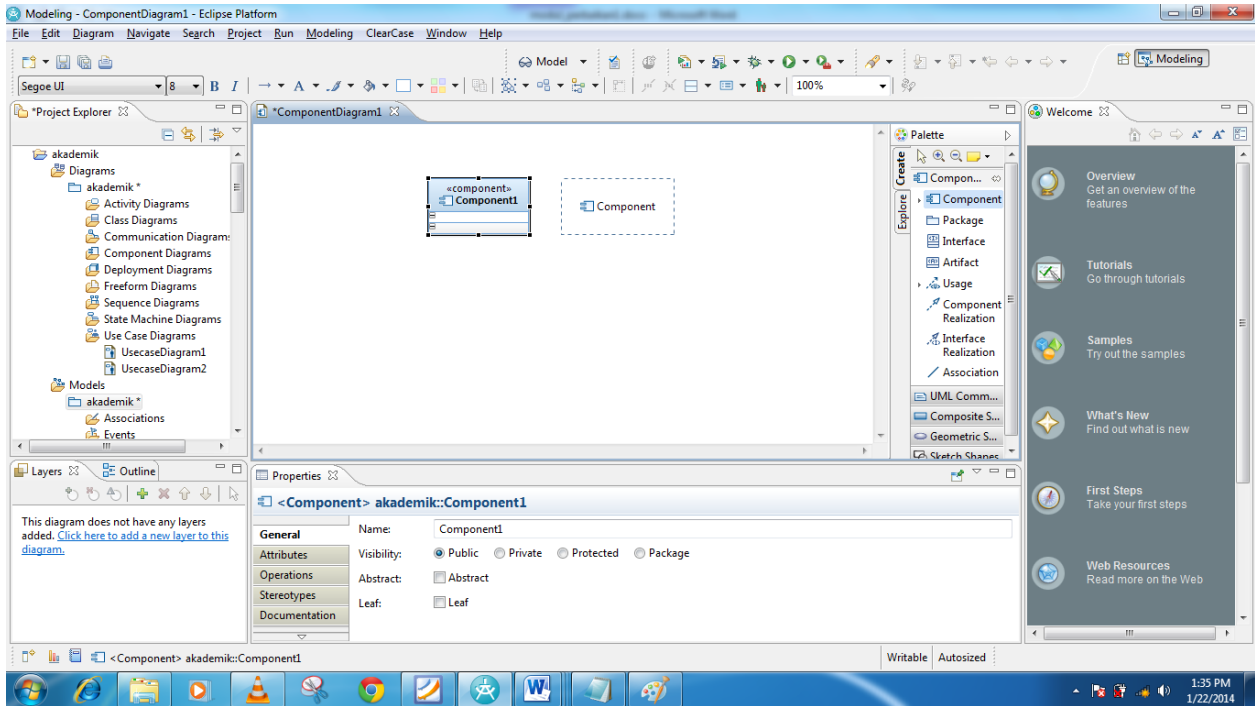 Modeling - ComponentDiagram1 - Eclipse Platform
File Edit Diagram Navigate Search Project Run Modeling ClearCase Window Help
Model
Modeling
Segoe UI 8 B I A 100%
*Project Explorer
*ComponentDiagram1
Welcome
akademik
Diagrams
akademik *
Activity Diagrams
Class Diagrams
Communication Diagrams
Component Diagrams
Deployment Diagrams
Freeform Diagrams
Sequence Diagrams
State Machine Diagrams
Use Case Diagrams
UsecaseDiagram1
UsecaseDiagram2
Models
akademik *
Associations
Events
«component»
Component1
Component
Palette
Create
Explore
Compon...
Component
Package
Interface
Artifact
Usage
Component
Realization
Interface
Realization
Association
UML Comm...
Composite S...
Geometric S...
Sketch Shapes
Overview
Get an overview of the
features
Tutorials
Go through tutorials
Samples
Try out the samples
What's New
Find out what is new
First Steps
Take your first steps
Web Resources
Read more on the Web
Layers
Outline
This diagram does not have any layers
added. Click here to add a new layer to this
diagram.
Properties
<Component> akademik::Component1
General
Attributes
Operations
Stereotypes
Documentation
Name: Component1
Visibility: Public Private Protected Package
Abstract: Abstract
Leaf: Leaf
<Component> akademik::Component1
Writable Autosized
1:35 PM
1/22/2014